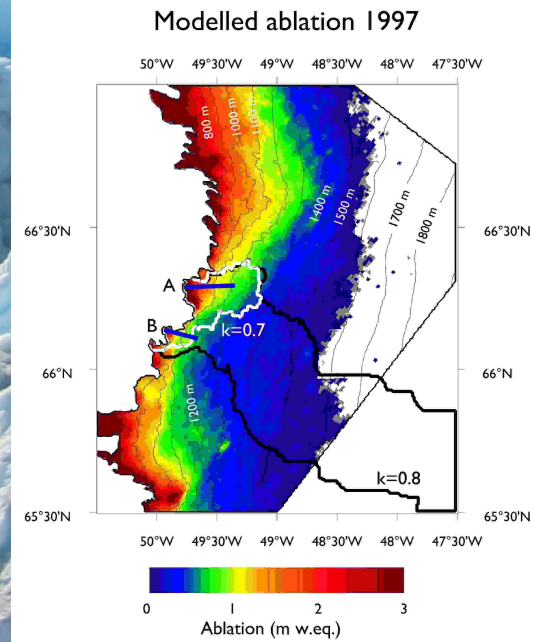 Modelled ablation 1997
50°W 49°30'W 49°W 48°30'W 48°W 47°30'W
800 m
1000 m
1100 m
1400 m
1500 m
1700 m
1800 m
66°30'N 66°30'N
A
B
k=0.7
66°N 66°N
1200 m
k=0.8
65°30'N 65°30'N
50°W 49°30'W 49°W 48°30'W 48°W 47°30'W
0 1 2 3
Ablation (m w.eq.)